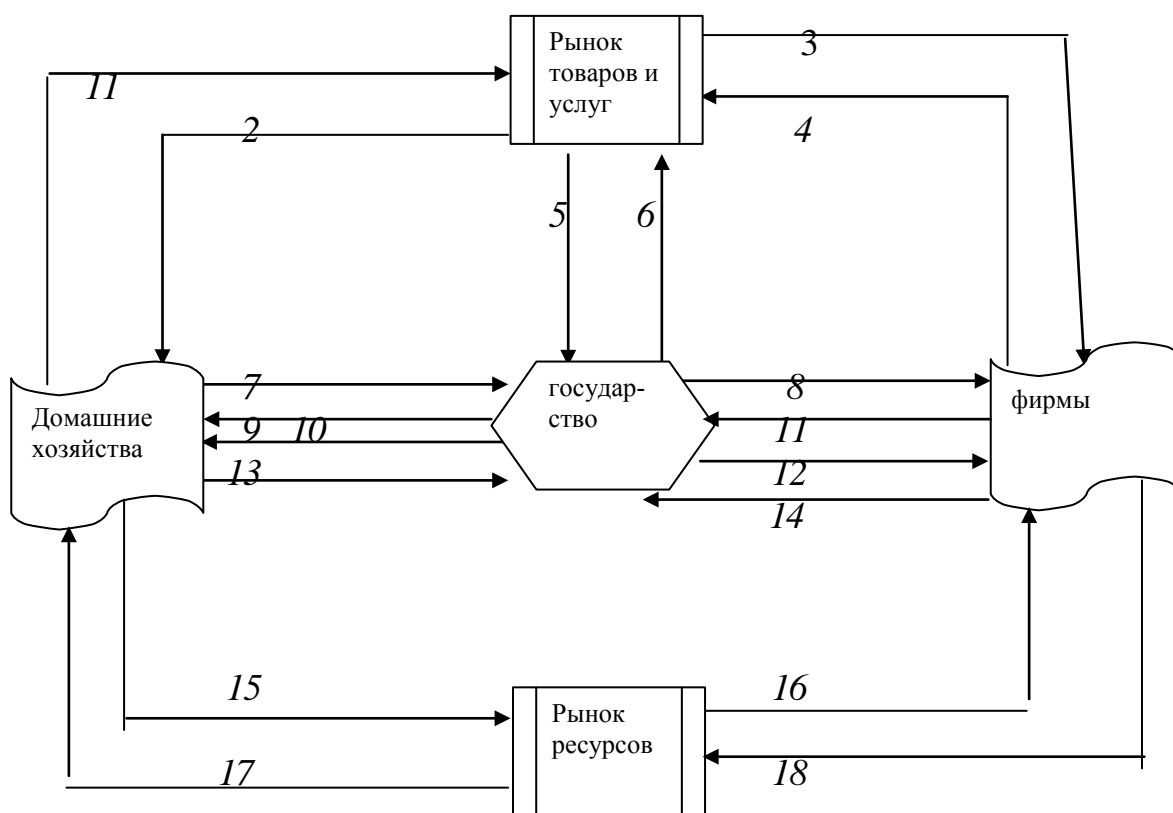 Рынок
товаров и
услуг
3
11
2
4
5
6
7
государ-
ство
8
Домашние
хозяйства
фирмы
9
10
11
13
12
14
15
16
Рынок
ресурсов
17
18